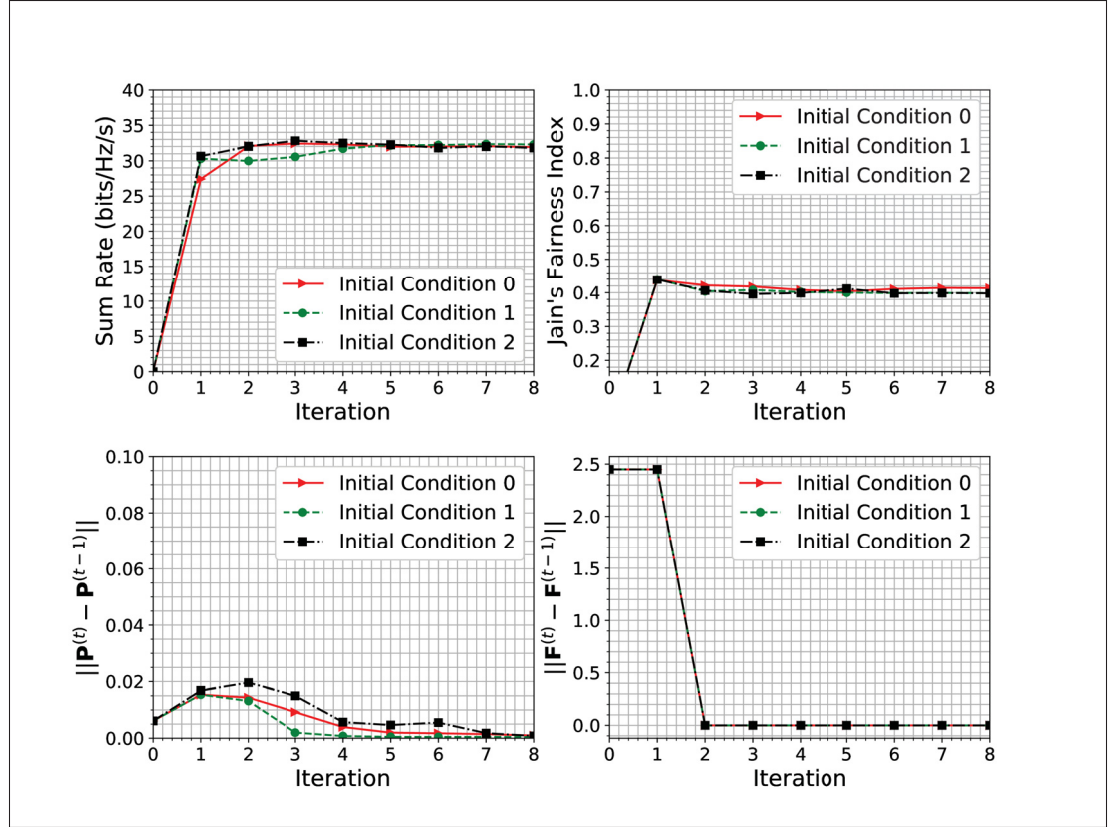 40
35
30
25
20
15
10
5
0
Sum Rate (bits/Hz/s)
Initial Condition 0
Initial Condition 1
Initial Condition 2
0 1 2 3 4 5 6 7 8
Iteration
1.0
0.9
0.8
0.7
0.6
0.5
0.4
0.3
0.2
Jain's Fairness Index
Initial Condition 0
Initial Condition 1
Initial Condition 2
0 1 2 3 4 5 6 7 8
Iteration
0.10
0.08
0.06
0.04
0.02
0.00
||P^(t) − P^(t−1)||
Initial Condition 0
Initial Condition 1
Initial Condition 2
0 1 2 3 4 5 6 7 8
Iteration
2.5
2.0
1.5
1.0
0.5
0.0
||F^(t) − F^(t−1)||
Initial Condition 0
Initial Condition 1
Initial Condition 2
0 1 2 3 4 5 6 7 8
Iteration